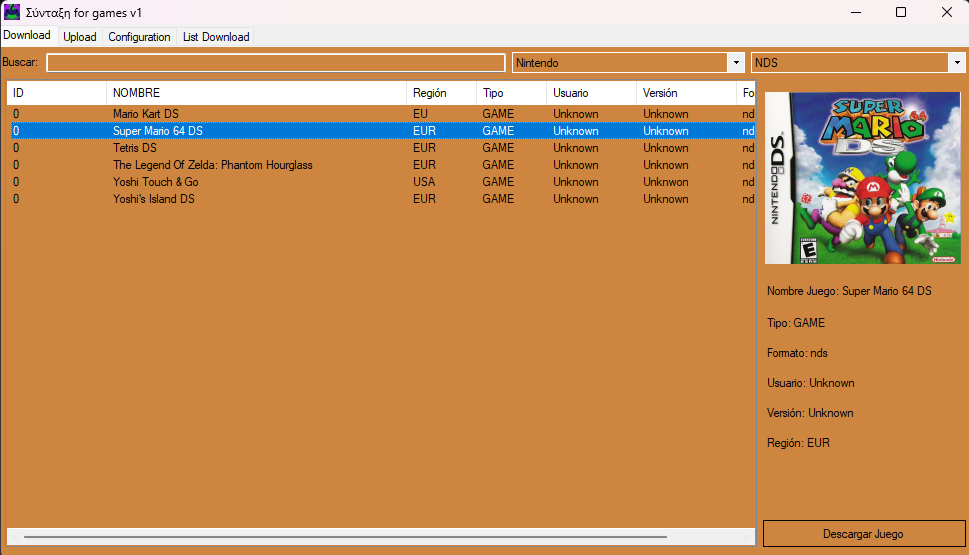 Σύνταξη for games v1
Download Upload Configuration List Download
Buscar: Nintendo NDS
ID NOMBRE Región Tipo Usuario Versión Fo
0 Mario Kart DS EU GAME Unknown Unknown nd
0 Super Mario 64 DS EUR GAME Unknown Unknown nd
0 Tetris DS EUR GAME Unknown Unknown nd
0 The Legend Of Zelda: Phantom Hourglass EUR GAME Unknown Unknown nd
0 Yoshi Touch & Go USA GAME Unknown Unknwon nd
0 Yoshi's Island DS EUR GAME Unknown Unknown nd
NINTENDO DS
SUPER
MARIO 64
DS
EVERYONE
E
Nintendo
Nombre Juego: Super Mario 64 DS
Tipo: GAME
Formato: nds
Usuario: Unknown
Versión: Unknown
Región: EUR
Descargar Juego